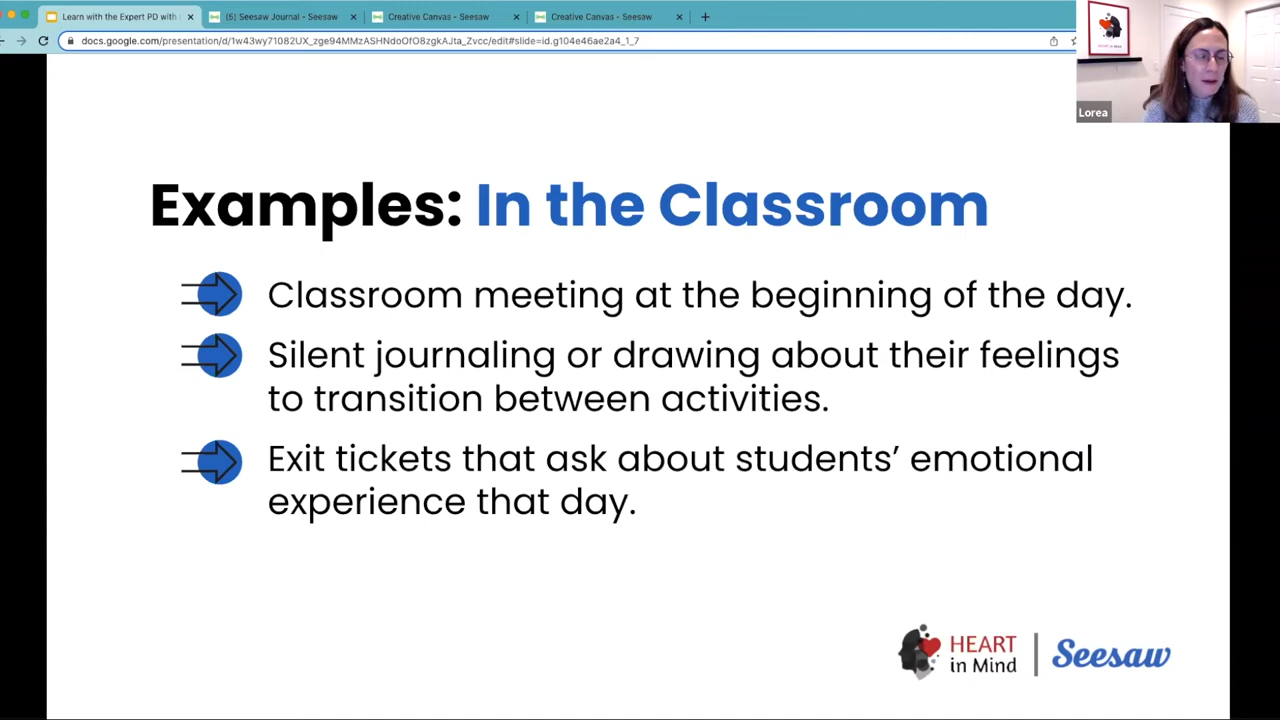 Learn with the Expert PD with
(5) Seesaw Journal - Seesaw
Creative Canvas - Seesaw
Creative Canvas - Seesaw
docs.google.com/presentation/d/1w43wy71082UX_zge94MMzASHNdoOfO8zgkAJta_Zvcc/edit#slide=id.g104e46ae2a4_1_7
Lorea
Examples: In the Classroom
Classroom meeting at the beginning of the day.
Silent journaling or drawing about their feelings
to transition between activities.
Exit tickets that ask about students’ emotional
experience that day.
HEART
in Mind
Seesaw